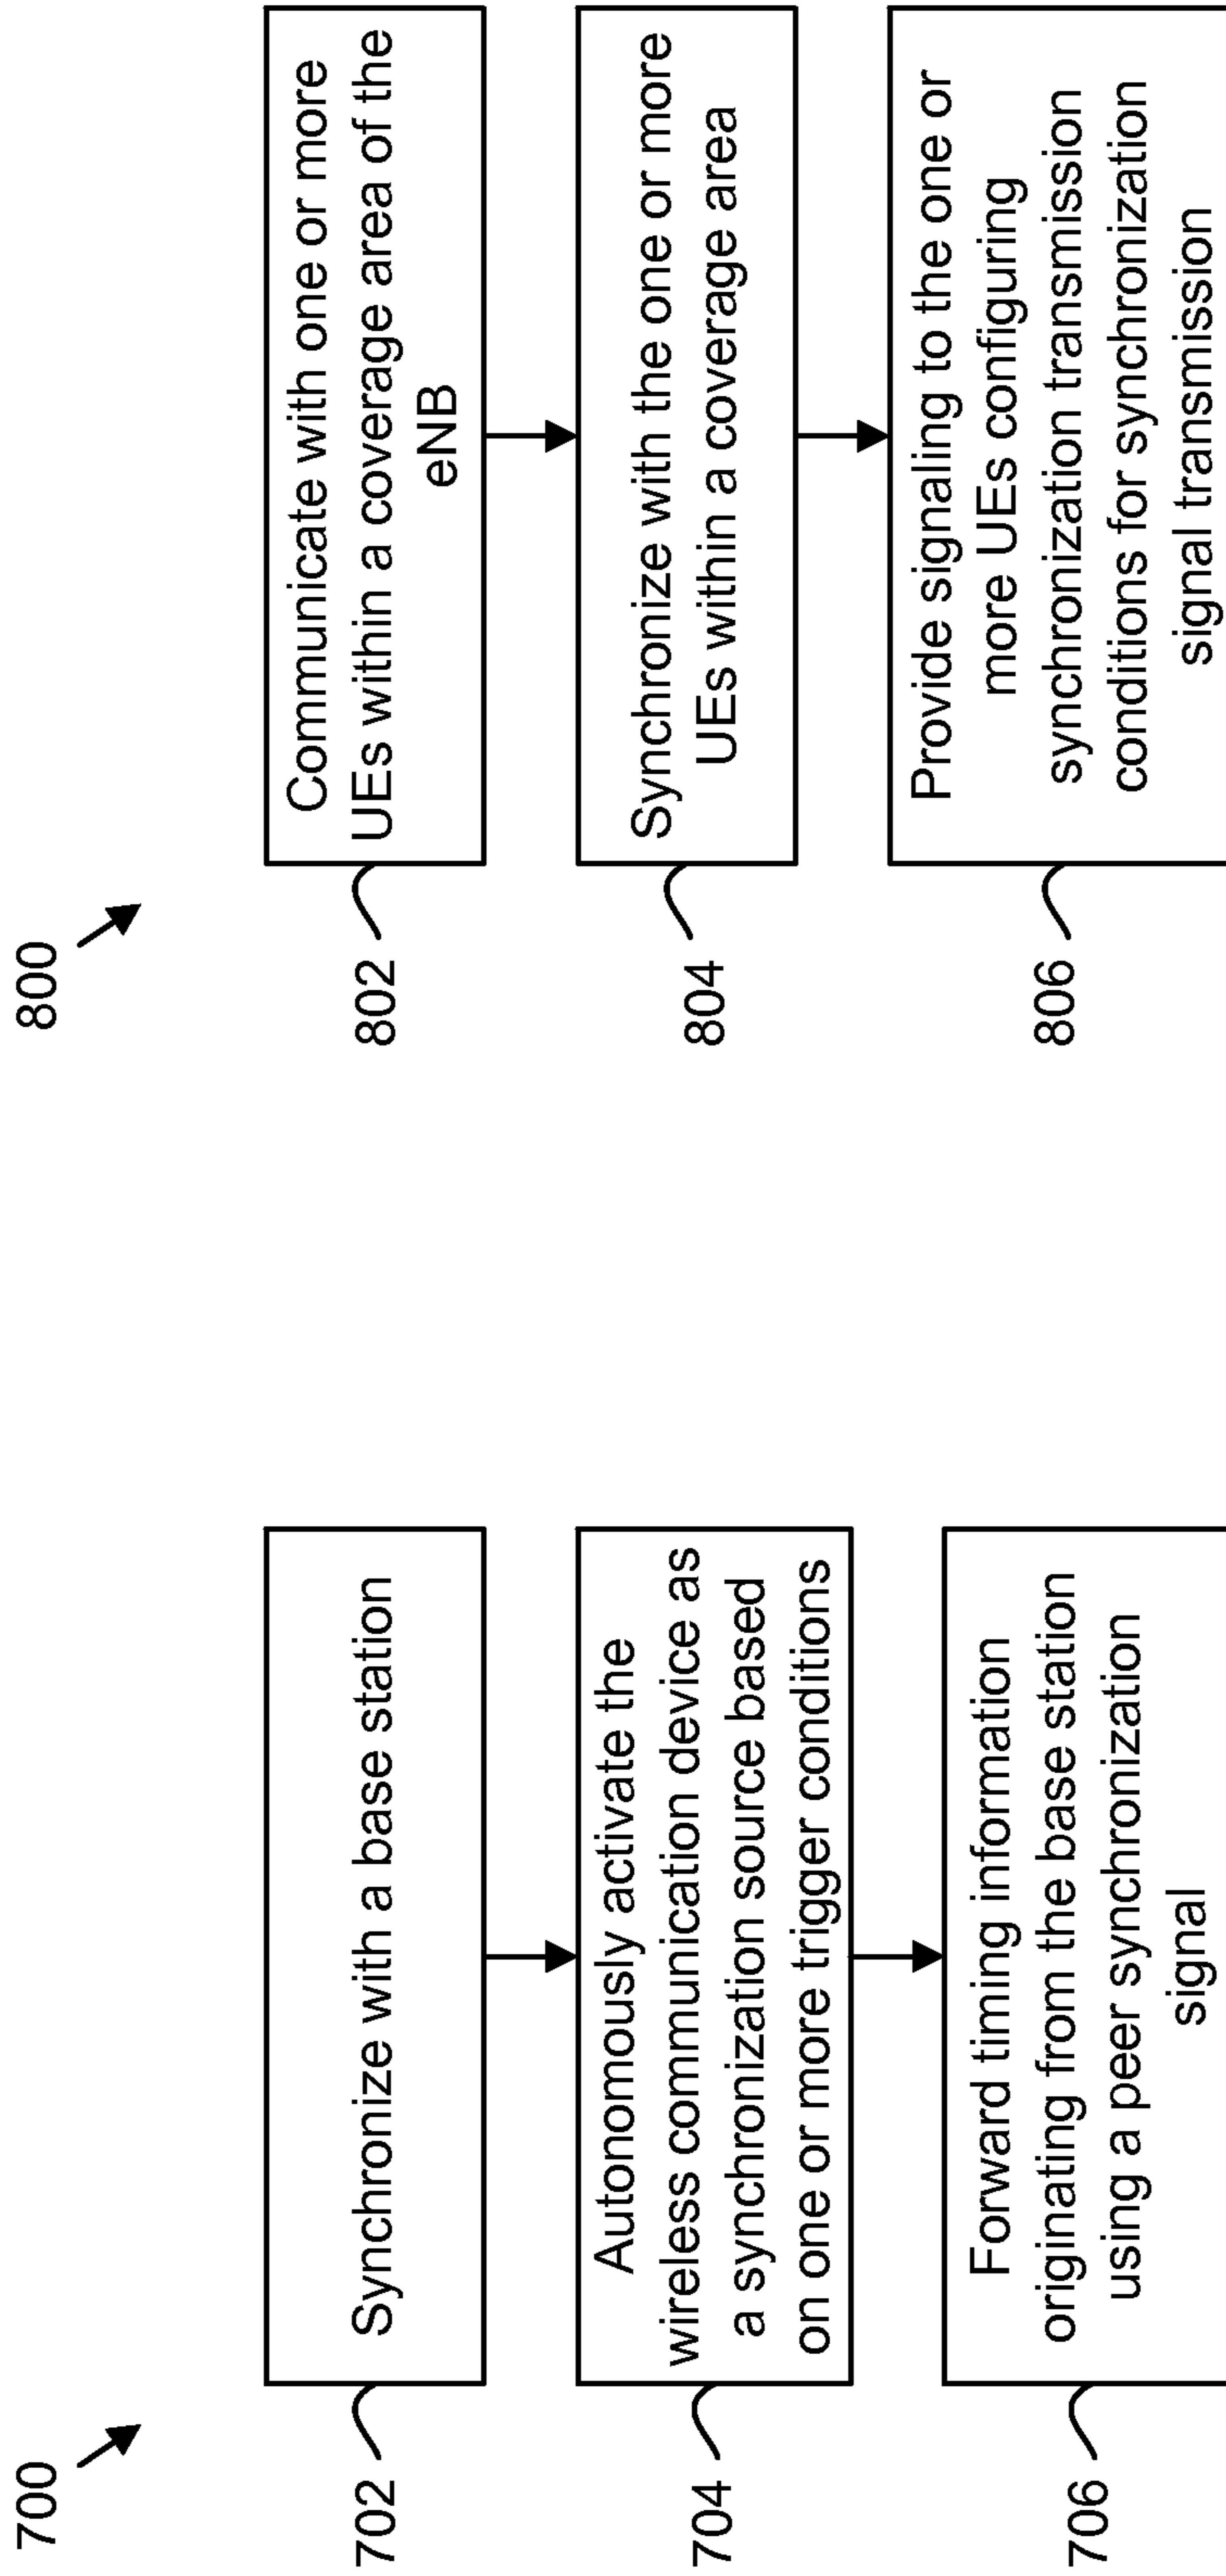 700
702
Synchronize with a base station
704
Autonomously activate the
wireless communication device as
a synchronization source based
on one or more trigger conditions
706
Forward timing information
originating from the base station
using a peer synchronization
signal
800
802
Communicate with one or more
UEs within a coverage area of the
eNB
804
Synchronize with the one or more
UEs within a coverage area
806
Provide signaling to the one or
more UEs configuring
synchronization transmission
conditions for synchronization
signal transmission